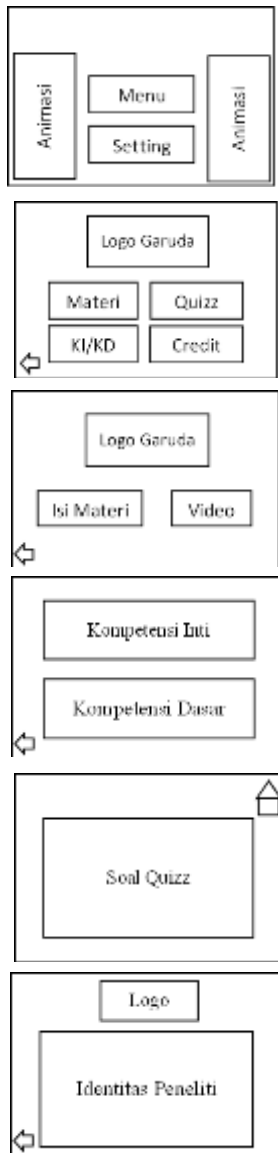 Animasi
Menu
Setting
Animasi
Logo Garuda
Materi
Quizz
KI/KD
Credit
Logo Garuda
Isi Materi
Video
Kompetensi Inti
Kompetensi Dasar
Soal Quizz
Logo
Identitas Peneliti